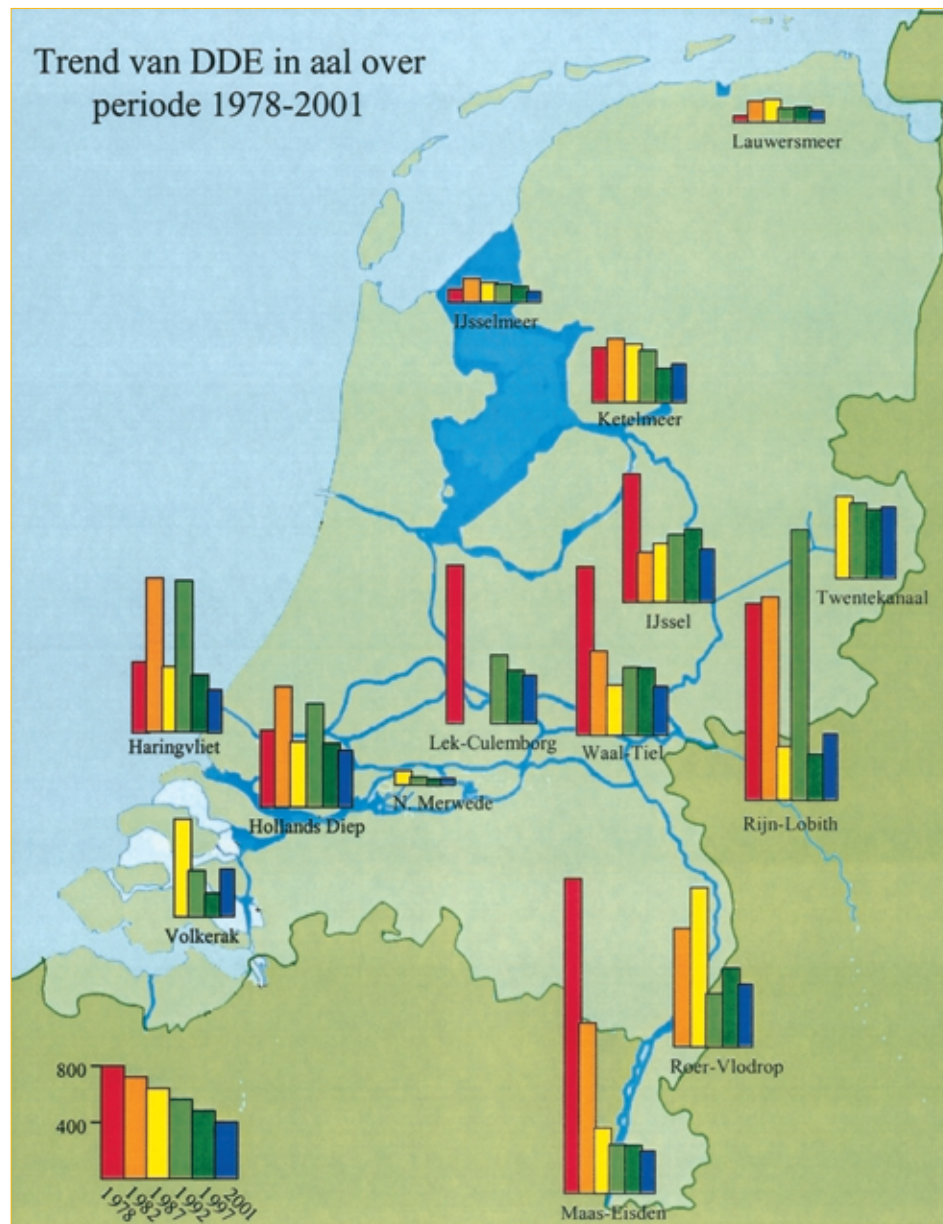 Trend van DDE in aal over
periode 1978-2001
Lauwersmeer
IJsselmeer
Ketelmeer
Twentekanaal
IJssel
Haringvliet
Lek-Culemborg
Waal-Tiel
N. Merwede
Hollands Diep
Rijn-Lobith
Volkerak
Roer-Vlodrop
800
400
1978
1982
1987
1992
1997
2001
Maas-Eisden